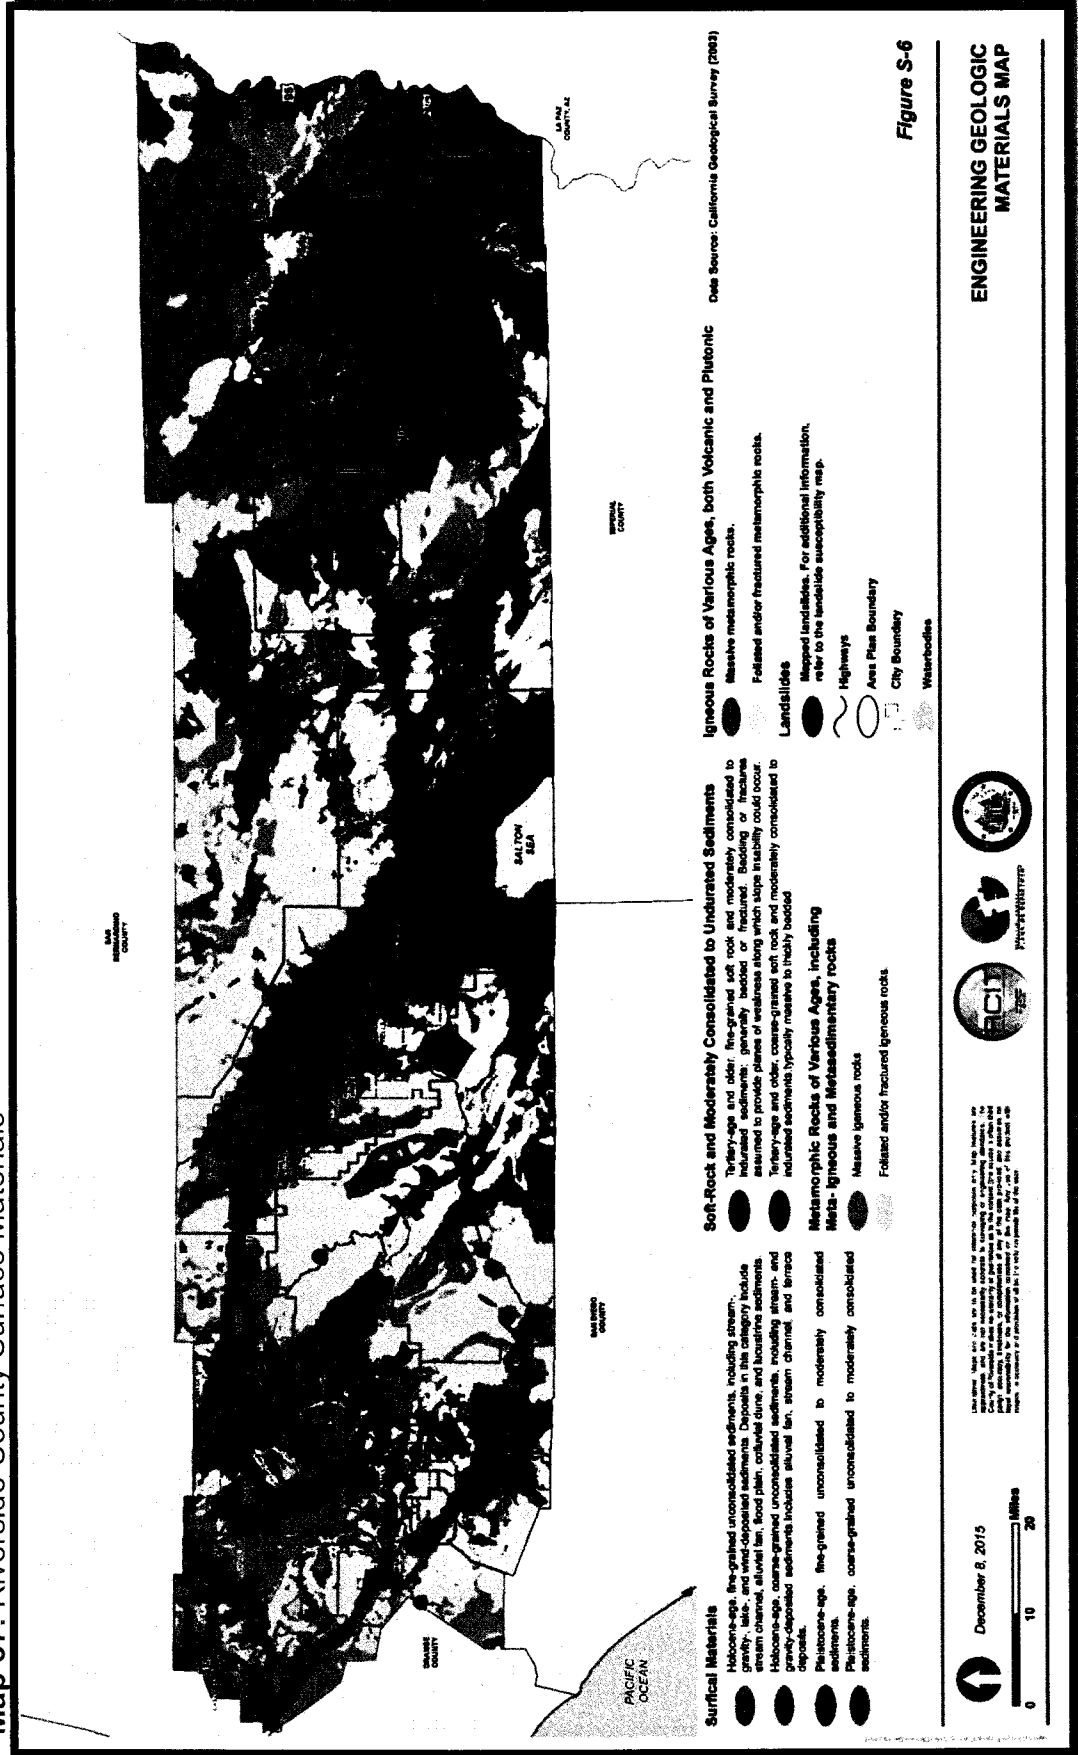 Riverside County Surface Materials
SAN
BERNARDINO
COUNTY
LA PAZ
COUNTY, AZ
ORANGE
COUNTY
SAN DIEGO
COUNTY
IMPERIAL
COUNTY
SALTON
SEA
PACIFIC
OCEAN
Surfical Materials
Holocene-age, fine-grained unconsolidated sediments, including stream-,
gravity-, lake-, and wind-deposited sediments. Deposits in this category include
stream channel, alluvial fan, flood plain, colluvial dune, and lucustrine sediments.
Holocene-age, coarse-grained unconsolidated sediments, including stream- and
gravity-deposited sediments. Includes alluvial fan, stream channel, and terrace
deposits.
Pleistocene-age, fine-grained unconsolidated to moderately consolidated
sediments.
Pleistocene-age, coarse-grained unconsolidated to moderately consolidated
sediments.
Soft-Rock and Moderately Consolidated to Undurated Sediments
Tertiary-age and older, fine-grained soft rock and moderately consolidated to
indurated sediments; generally bedded or fractured. Bedding or fractures
assumed to provide planes of weakness along which slope insability could occur.
Tertiary-age and older, coarse-grained soft rock and moderately consolidated to
indurated sediments typically massive to thickly bedded
Metamorphic Rocks of Various Ages, including
Meta- Igneous and Metasedimentary rocks
Massive igeneous rocks
Foliated and/or fractured igeneous rocks.
Igneous Rocks of Various Ages, both Volcanic and Plutonic
Massive metamorphic rocks.
Foliated and/or fractured metamorphic rocks.
Landslides
Mapped landslides. For additional information,
refer to the landslide susceptibility map.
Highways
Area Plan Boundary
City Boundary
Waterbodies
Data Source: California Geological Survey (2003)
Figure S-6
December 8, 2015
0 10 20
Miles
RCIT
ENGINEERING GEOLOGIC
MATERIALS MAP